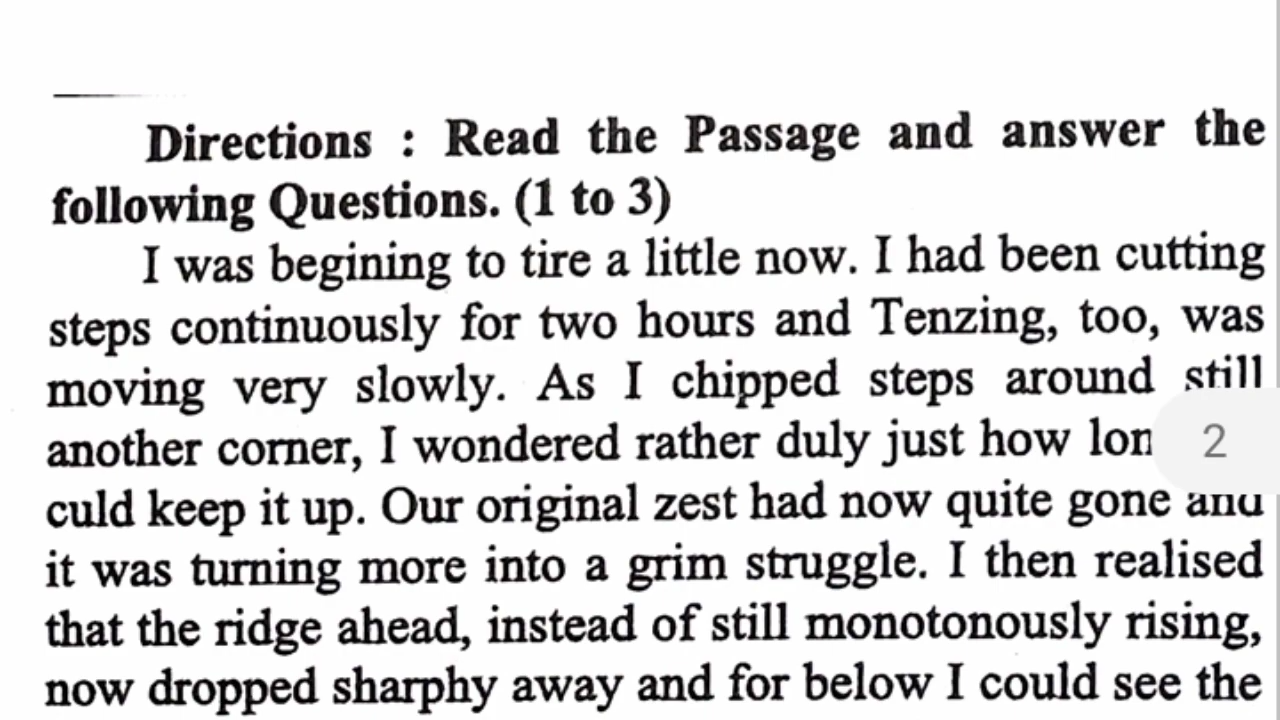 Directions : Read the Passage and answer the
following Questions. (1 to 3)
I was begining to tire a little now. I had been cutting
steps continuously for two hours and Tenzing, too, was
moving very slowly. As I chipped steps around still
another corner, I wondered rather duly just how lon
2
culd keep it up. Our original zest had now quite gone and
it was turning more into a grim struggle. I then realised
that the ridge ahead, instead of still monotonously rising,
now dropped sharphy away and for below I could see the